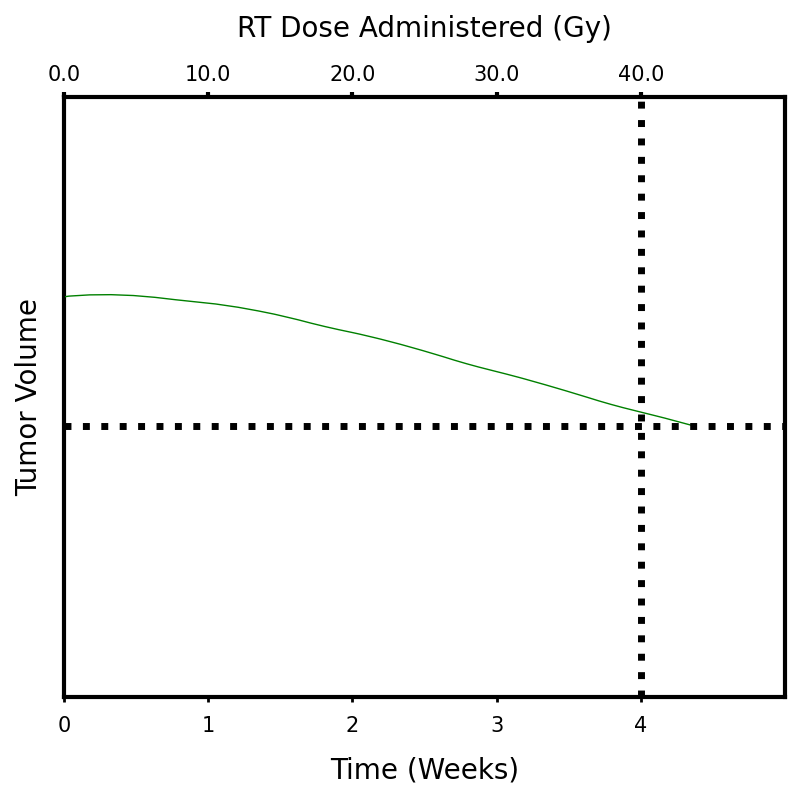 RT Dose Administered (Gy)
0.0 10.0 20.0 30.0 40.0
Tumor Volume
0 1 2 3 4
Time (Weeks)